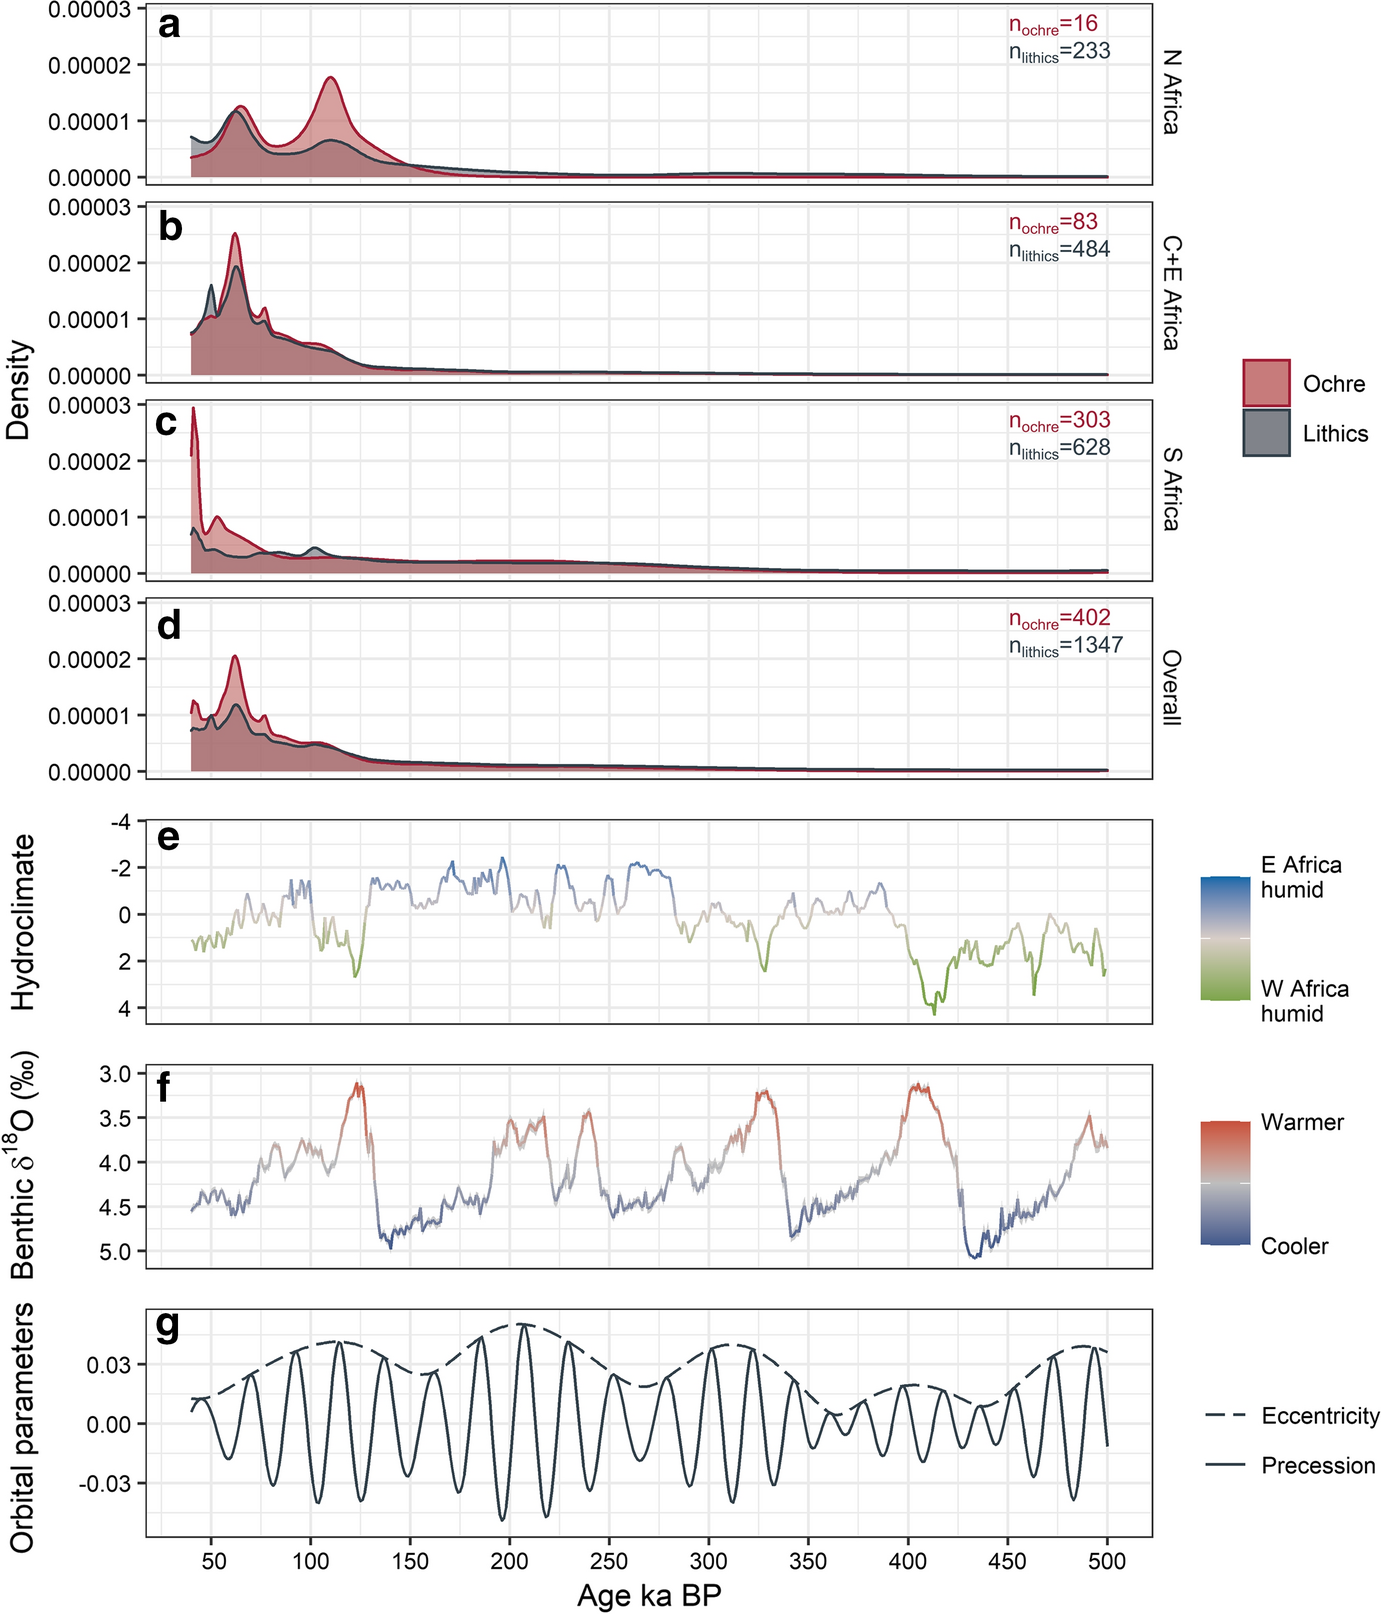 a
0.00003
0.00002
0.00001
0.00000
nochre=16
nlithics=233
N Africa
b
0.00003
0.00002
0.00001
0.00000
nochre=83
nlithics=484
C+E Africa
c
0.00003
0.00002
0.00001
0.00000
nochre=303
nlithics=628
S Africa
d
0.00003
0.00002
0.00001
0.00000
nochre=402
nlithics=1347
Overall
Density
Ochre
Lithics
e
Hydroclimate
-4
-2
0
2
4
E Africa
humid
W Africa
humid
f
Benthic δ18O (‰)
3.0
3.5
4.0
4.5
5.0
Warmer
Cooler
g
Orbital parameters
0.03
0.00
-0.03
Eccentricity
Precession
50 100 150 200 250 300 350 400 450 500
Age ka BP